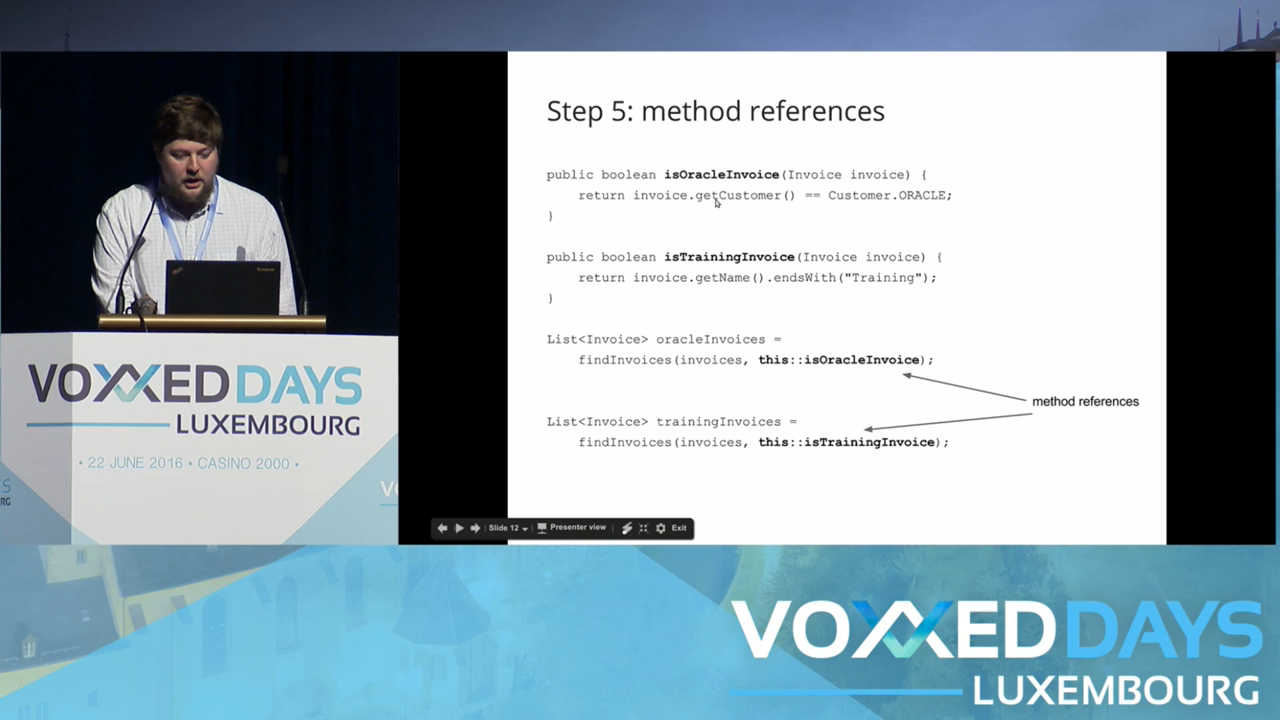 Step 5: method references
public boolean isOracleInvoice(Invoice invoice) {
return invoice.getCustomer() == Customer.ORACLE;
}
public boolean isTrainingInvoice(Invoice invoice) {
return invoice.getName().endsWith("Training");
}
List<Invoice> oracleInvoices =
findInvoices(invoices, this::isOracleInvoice);
method references
List<Invoice> trainingInvoices =
findInvoices(invoices, this::isTrainingInvoice);
Slide 12
Presenter view
Exit
VOXXED DAYS
LUXEMBOURG
• 22 JUNE 2016 • CASINO 2000 •
VOXXED DAYS
LUXEMBOURG